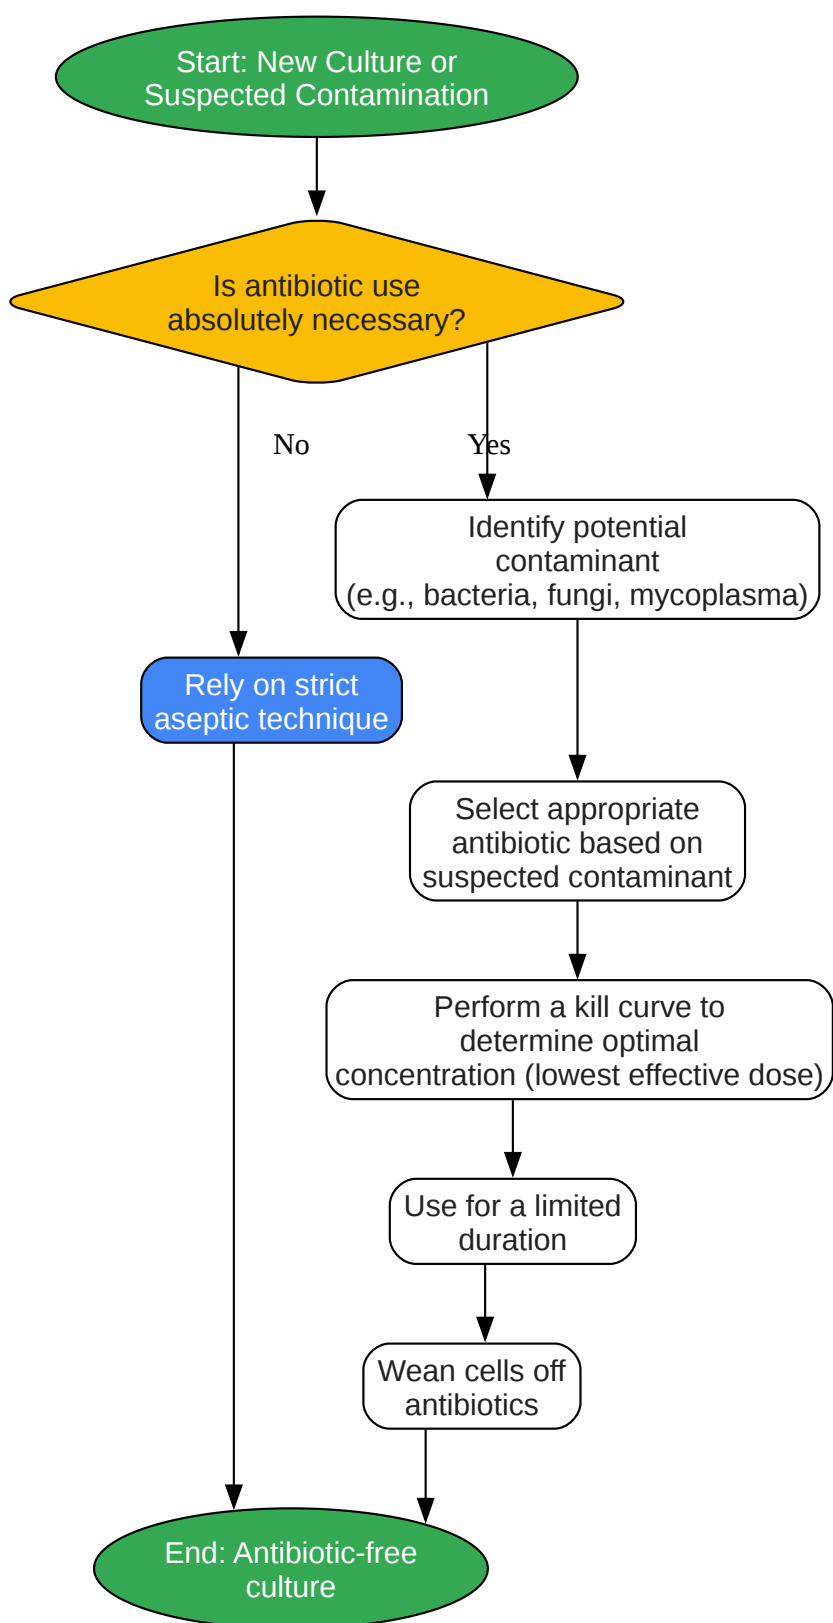 Start: New Culture or
Suspected Contamination
Is antibiotic use
absolutely necessary?
No
Yes
Identify potential
contaminant
(e.g., bacteria, fungi, mycoplasma)
Rely on strict
aseptic technique
Select appropriate
antibiotic based on
suspected contaminant
Perform a kill curve to
determine optimal
concentration (lowest effective dose)
Use for a limited
duration
Wean cells off
antibiotics
End: Antibiotic-free
culture